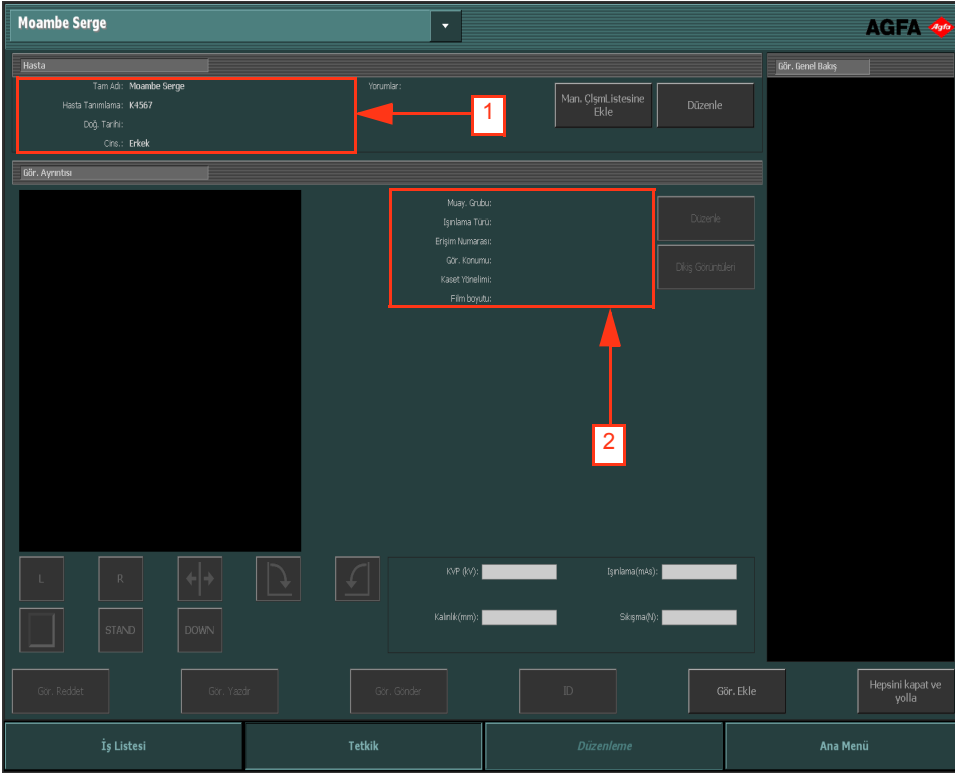 Moambe Serge
AGFA Agfa
Hasta
Gör. Genel Bakış
Tam Adı: Moambe Serge
Hasta Tanımlama: K4567
Doğ. Tarihi:
Cins.: Erkek
Yorumlar:
1
Man. ÇlşmListesine
Ekle
Düzenle
Gör. Ayrıntısı
Muay. Grubu:
Işınlama Türü:
Erişim Numarası:
Gör. Konumu:
Kaset Yönelimi:
Film boyutu:
Düzenle
Dikiş Görüntüleri
2
L
R
STAND
DOWN
KVP (kV):
Işınlama(mAs):
Kalınlık(mm):
Sıkışma(N):
Gör. Reddet
Gör. Yazdır
Gör. Gönder
ID
Gör. Ekle
Hepsini kapat ve
yolla
İş Listesi
Tetkik
Düzenleme
Ana Menü